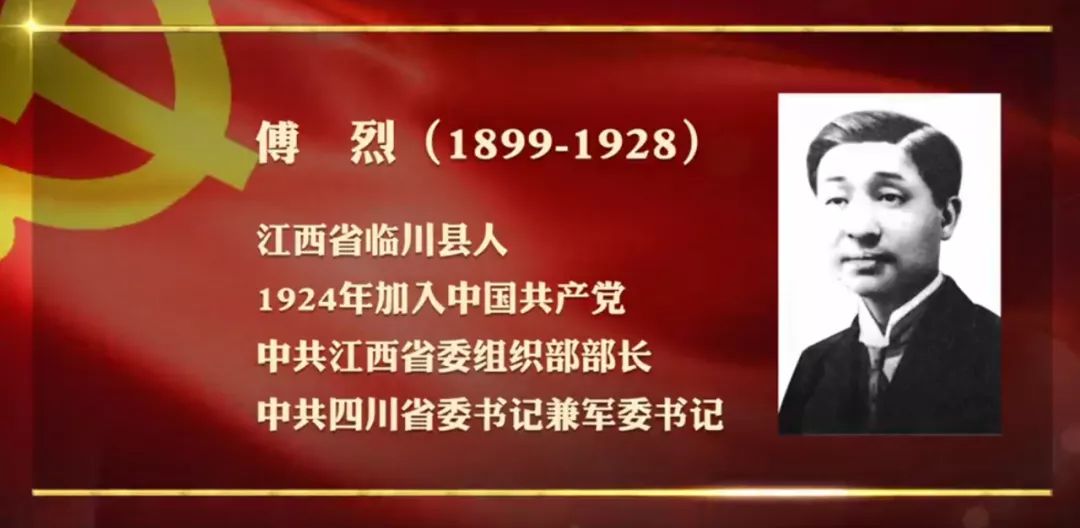 傅 烈（1899-1928）
江西省临川县人
1924年加入中国共产党
中共江西省委组织部部长
中共四川省委书记兼军委书记